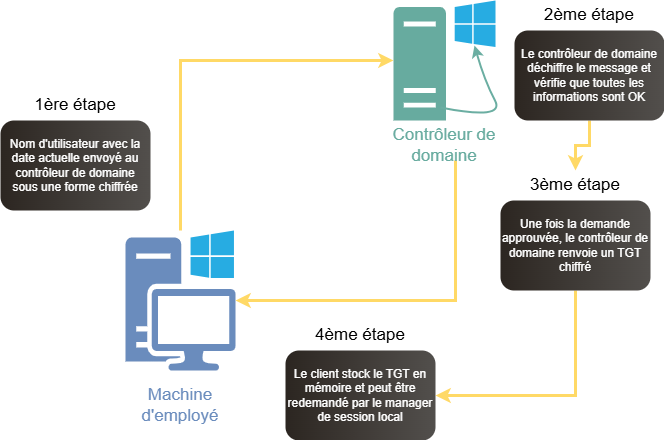 1ère étape
Nom d'utilisateur avec la
date actuelle envoyé au
contrôleur de domaine
sous une forme chiffrée
Contrôleur de
domaine
2ème étape
Le contrôleur de domaine
déchiffre le message et
vérifie que toutes les
informations sont OK
3ème étape
Une fois la demande
approuvée, le contrôleur de
domaine renvoie un TGT
chiffré
4ème étape
Le client stock le TGT en
mémoire et peut être
redemandé par le manager
de session local
Machine
d'employé